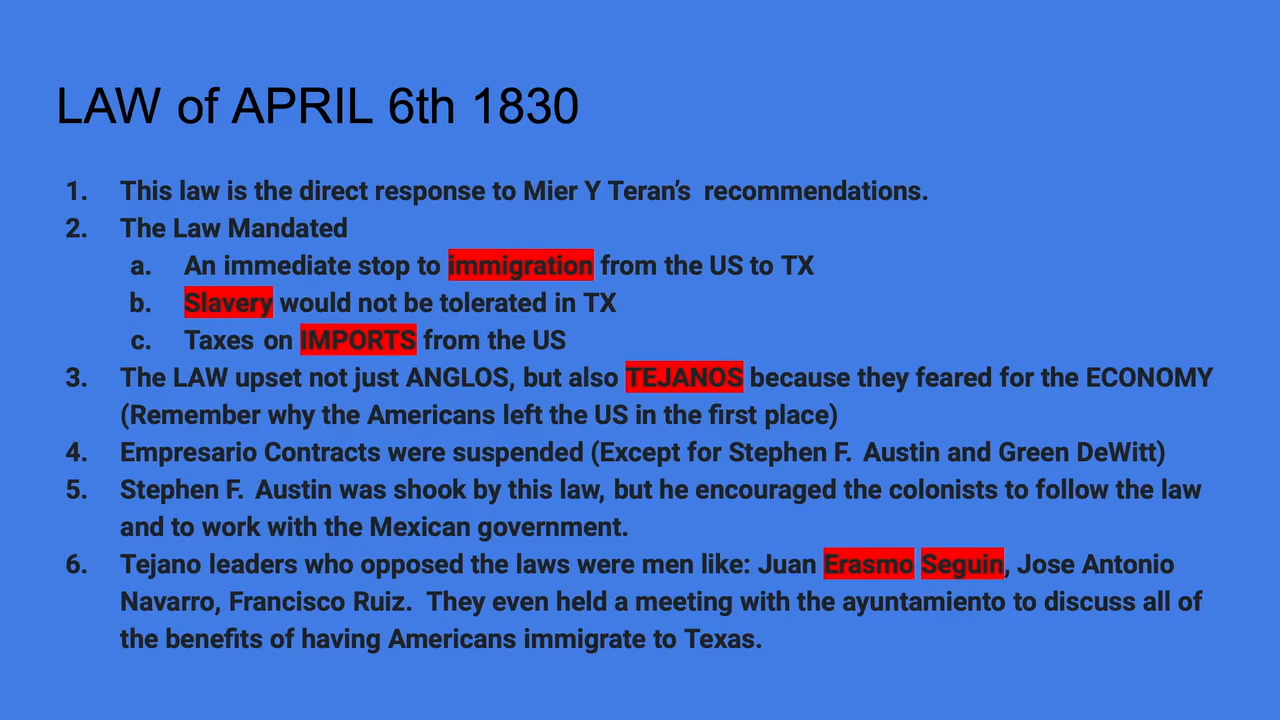 LAW of APRIL 6th 1830
1. This law is the direct response to Mier Y Teran's recommendations.
2. The Law Mandated
a. An immediate stop to immigration from the US to TX
b. Slavery would not be tolerated in TX
c. Taxes on IMPORTS from the US
3. The LAW upset not just ANGLOS, but also TEJANOS because they feared for the ECONOMY
(Remember why the Americans left the US in the first place)
4. Empresario Contracts were suspended (Except for Stephen F. Austin and Green DeWitt)
5. Stephen F. Austin was shook by this law, but he encouraged the colonists to follow the law
and to work with the Mexican government.
6. Tejano leaders who opposed the laws were men like: Juan Erasmo Seguin, Jose Antonio
Navarro, Francisco Ruiz. They even held a meeting with the ayuntamiento to discuss all of
the benefits of having Americans immigrate to Texas.